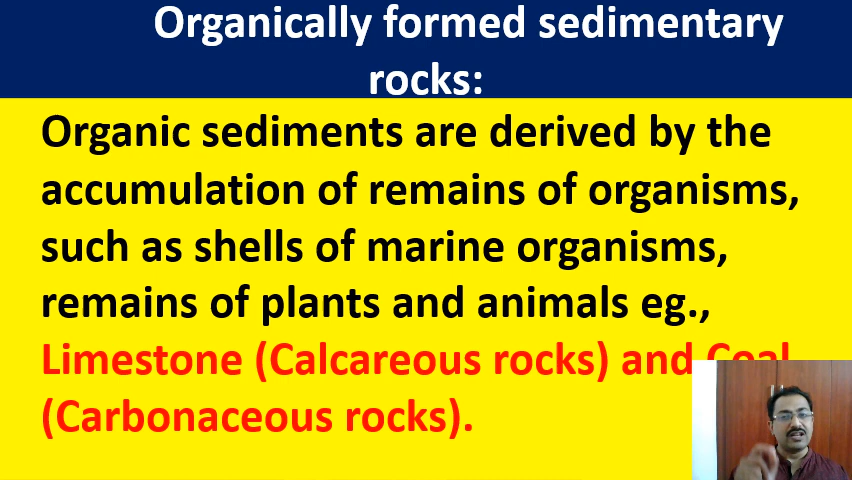 Organically formed sedimentary
rocks:
Organic sediments are derived by the
accumulation of remains of organisms,
such as shells of marine organisms,
remains of plants and animals eg.,
Limestone (Calcareous rocks) and Coal
(Carbonaceous rocks).